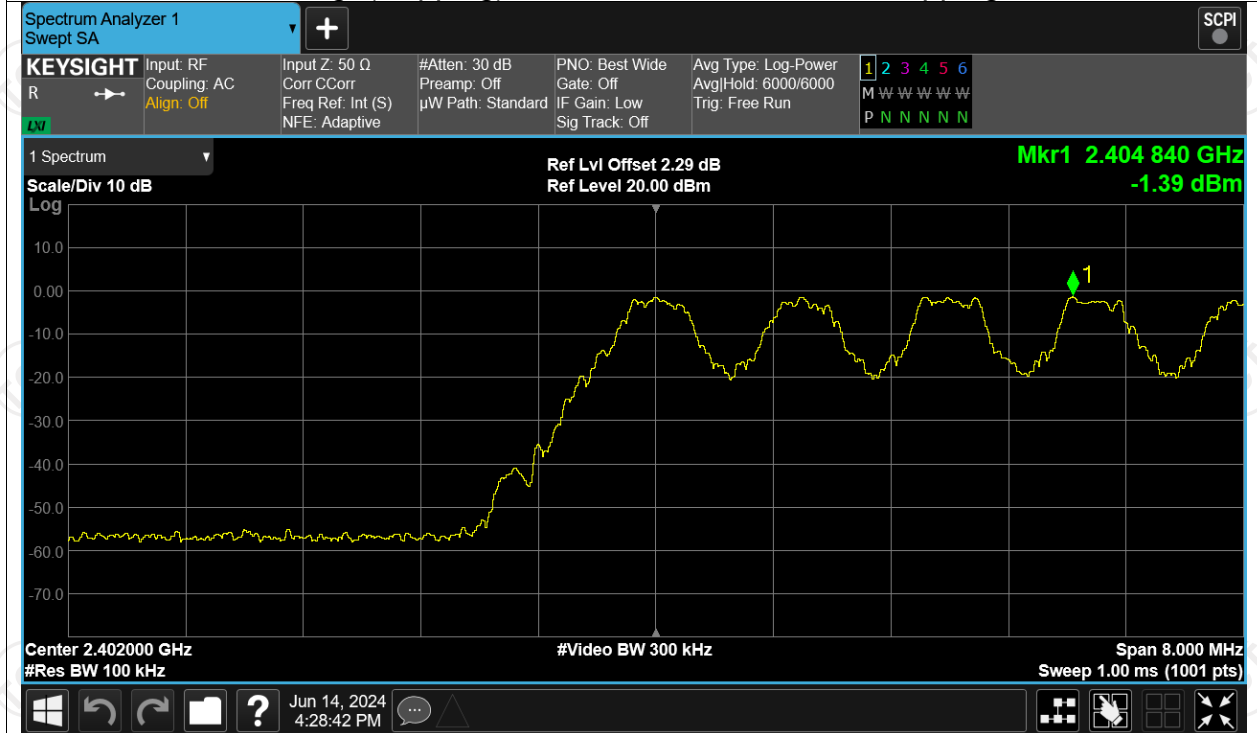 Spectrum Analyzer 1
Swept SA
+
SCPI
KEYSIGHT
R
LXI
Input: RF
Coupling: AC
Align: Off
Input Z: 50 Ω
Corr CCorr
Freq Ref: Int (S)
NFE: Adaptive
#Atten: 30 dB
Preamp: Off
µW Path: Standard
PNO: Best Wide
Gate: Off
IF Gain: Low
Sig Track: Off
Avg Type: Log-Power
Avg|Hold: 6000/6000
Trig: Free Run
1 2 3 4 5 6
M W W W W W
P N N N N N
1 Spectrum
Scale/Div 10 dB
Log
Ref Lvl Offset 2.29 dB
Ref Level 20.00 dBm
Mkr1 2.404 840 GHz
-1.39 dBm
10.0
0.00
-10.0
-20.0
-30.0
-40.0
-50.0
-60.0
-70.0
1
Center 2.402000 GHz
#Res BW 100 kHz
#Video BW 300 kHz
Span 8.000 MHz
Sweep 1.00 ms (1001 pts)
?
Jun 14, 2024
4:28:42 PM